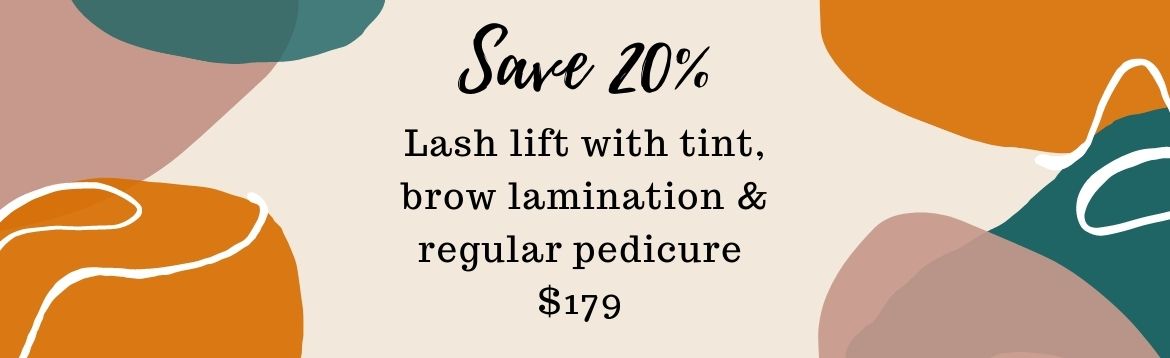 Save 20%
Lash lift with tint,
brow lamination &
regular pedicure
$179